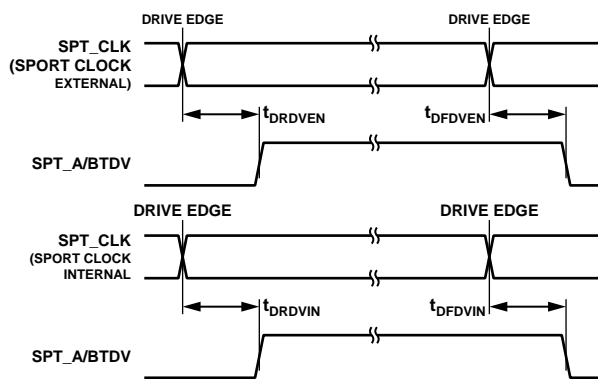 DRIVE EDGE DRIVE EDGE
SPT_CLK
(SPORT CLOCK
EXTERNAL)
tDRDVEN tDFDVEN
SPT_A/BTDV
DRIVE EDGE DRIVE EDGE
SPT_CLK
(SPORT CLOCK
INTERNAL
tDRDVIN tDFDVIN
SPT_A/BTDV